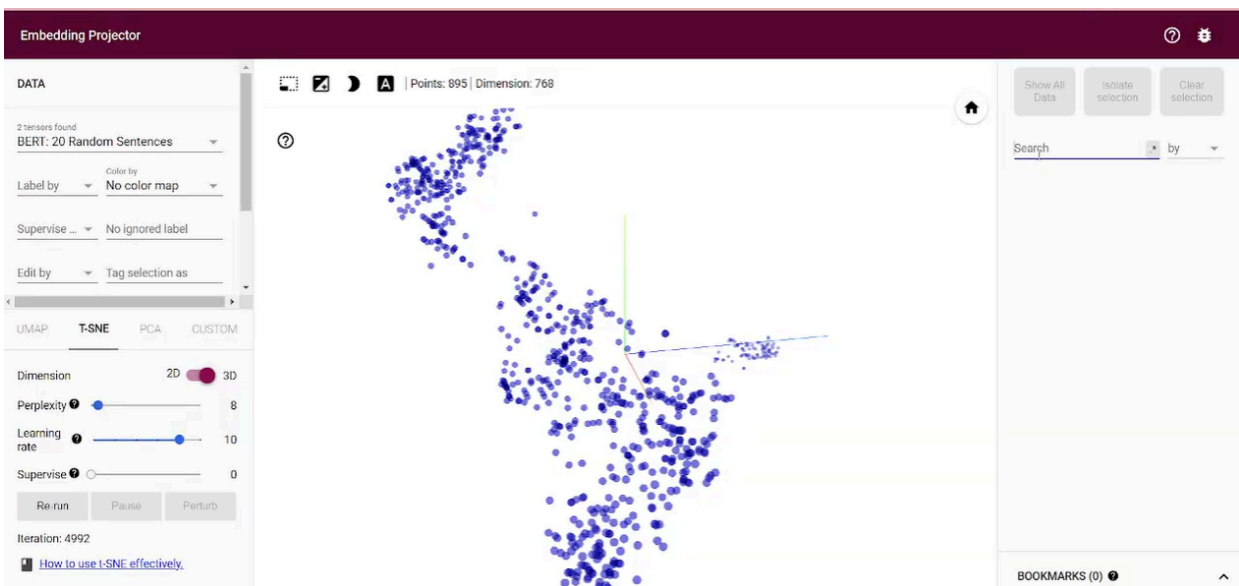 Embedding Projector
DATA
2 tensors found
BERT: 20 Random Sentences
Label by
Color by
No color map
Supervise ...
No ignored label
Edit by
Tag selection as
UMAP T-SNE PCA CUSTOM
Dimension 2D 3D
Perplexity 8
Learning rate 10
Supervise 0
Re-run Pause Perturb
Iteration: 4992
How to use t-SNE effectively.
A Points: 895 Dimension: 768
Show All Data
Isolate selection
Clear selection
Search .* by
BOOKMARKS (0)